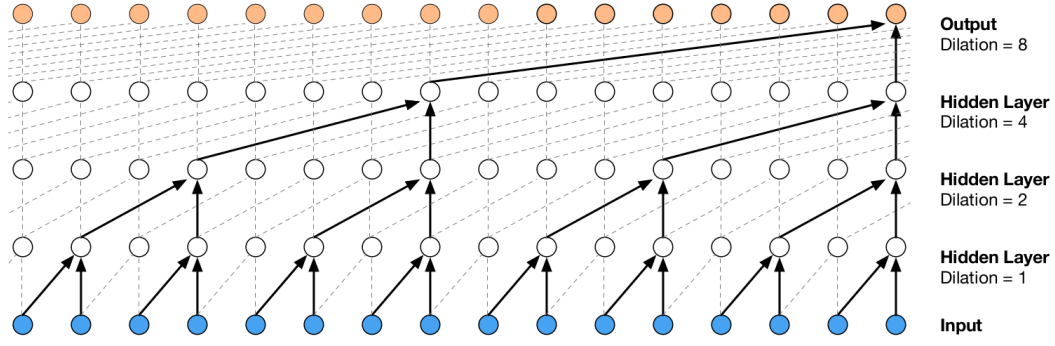 Output
Dilation = 8
Hidden Layer
Dilation = 4
Hidden Layer
Dilation = 2
Hidden Layer
Dilation = 1
Input